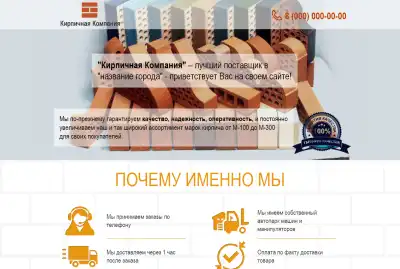 Кирпичная Компания
8 (000) 000-00-00
"Кирпичная Компания" – лучший поставщик в
"название города" - приветствует Вас на своем сайте!
Мы по-прежнему гарантируем качество, надежность, оперативность, и постоянно
увеличиваем наш и так широкий ассортимент марок кирпича от М-100 до М-300
для своих покупателей.
100%
ПОЧЕМУ ИМЕННО МЫ
Мы принимаем заказы по
телефону
Мы имеем собственный
автопарк машин и
манипуляторов
Мы доставляем через 1 час
после заказа
Оплата по факту доставки
товара